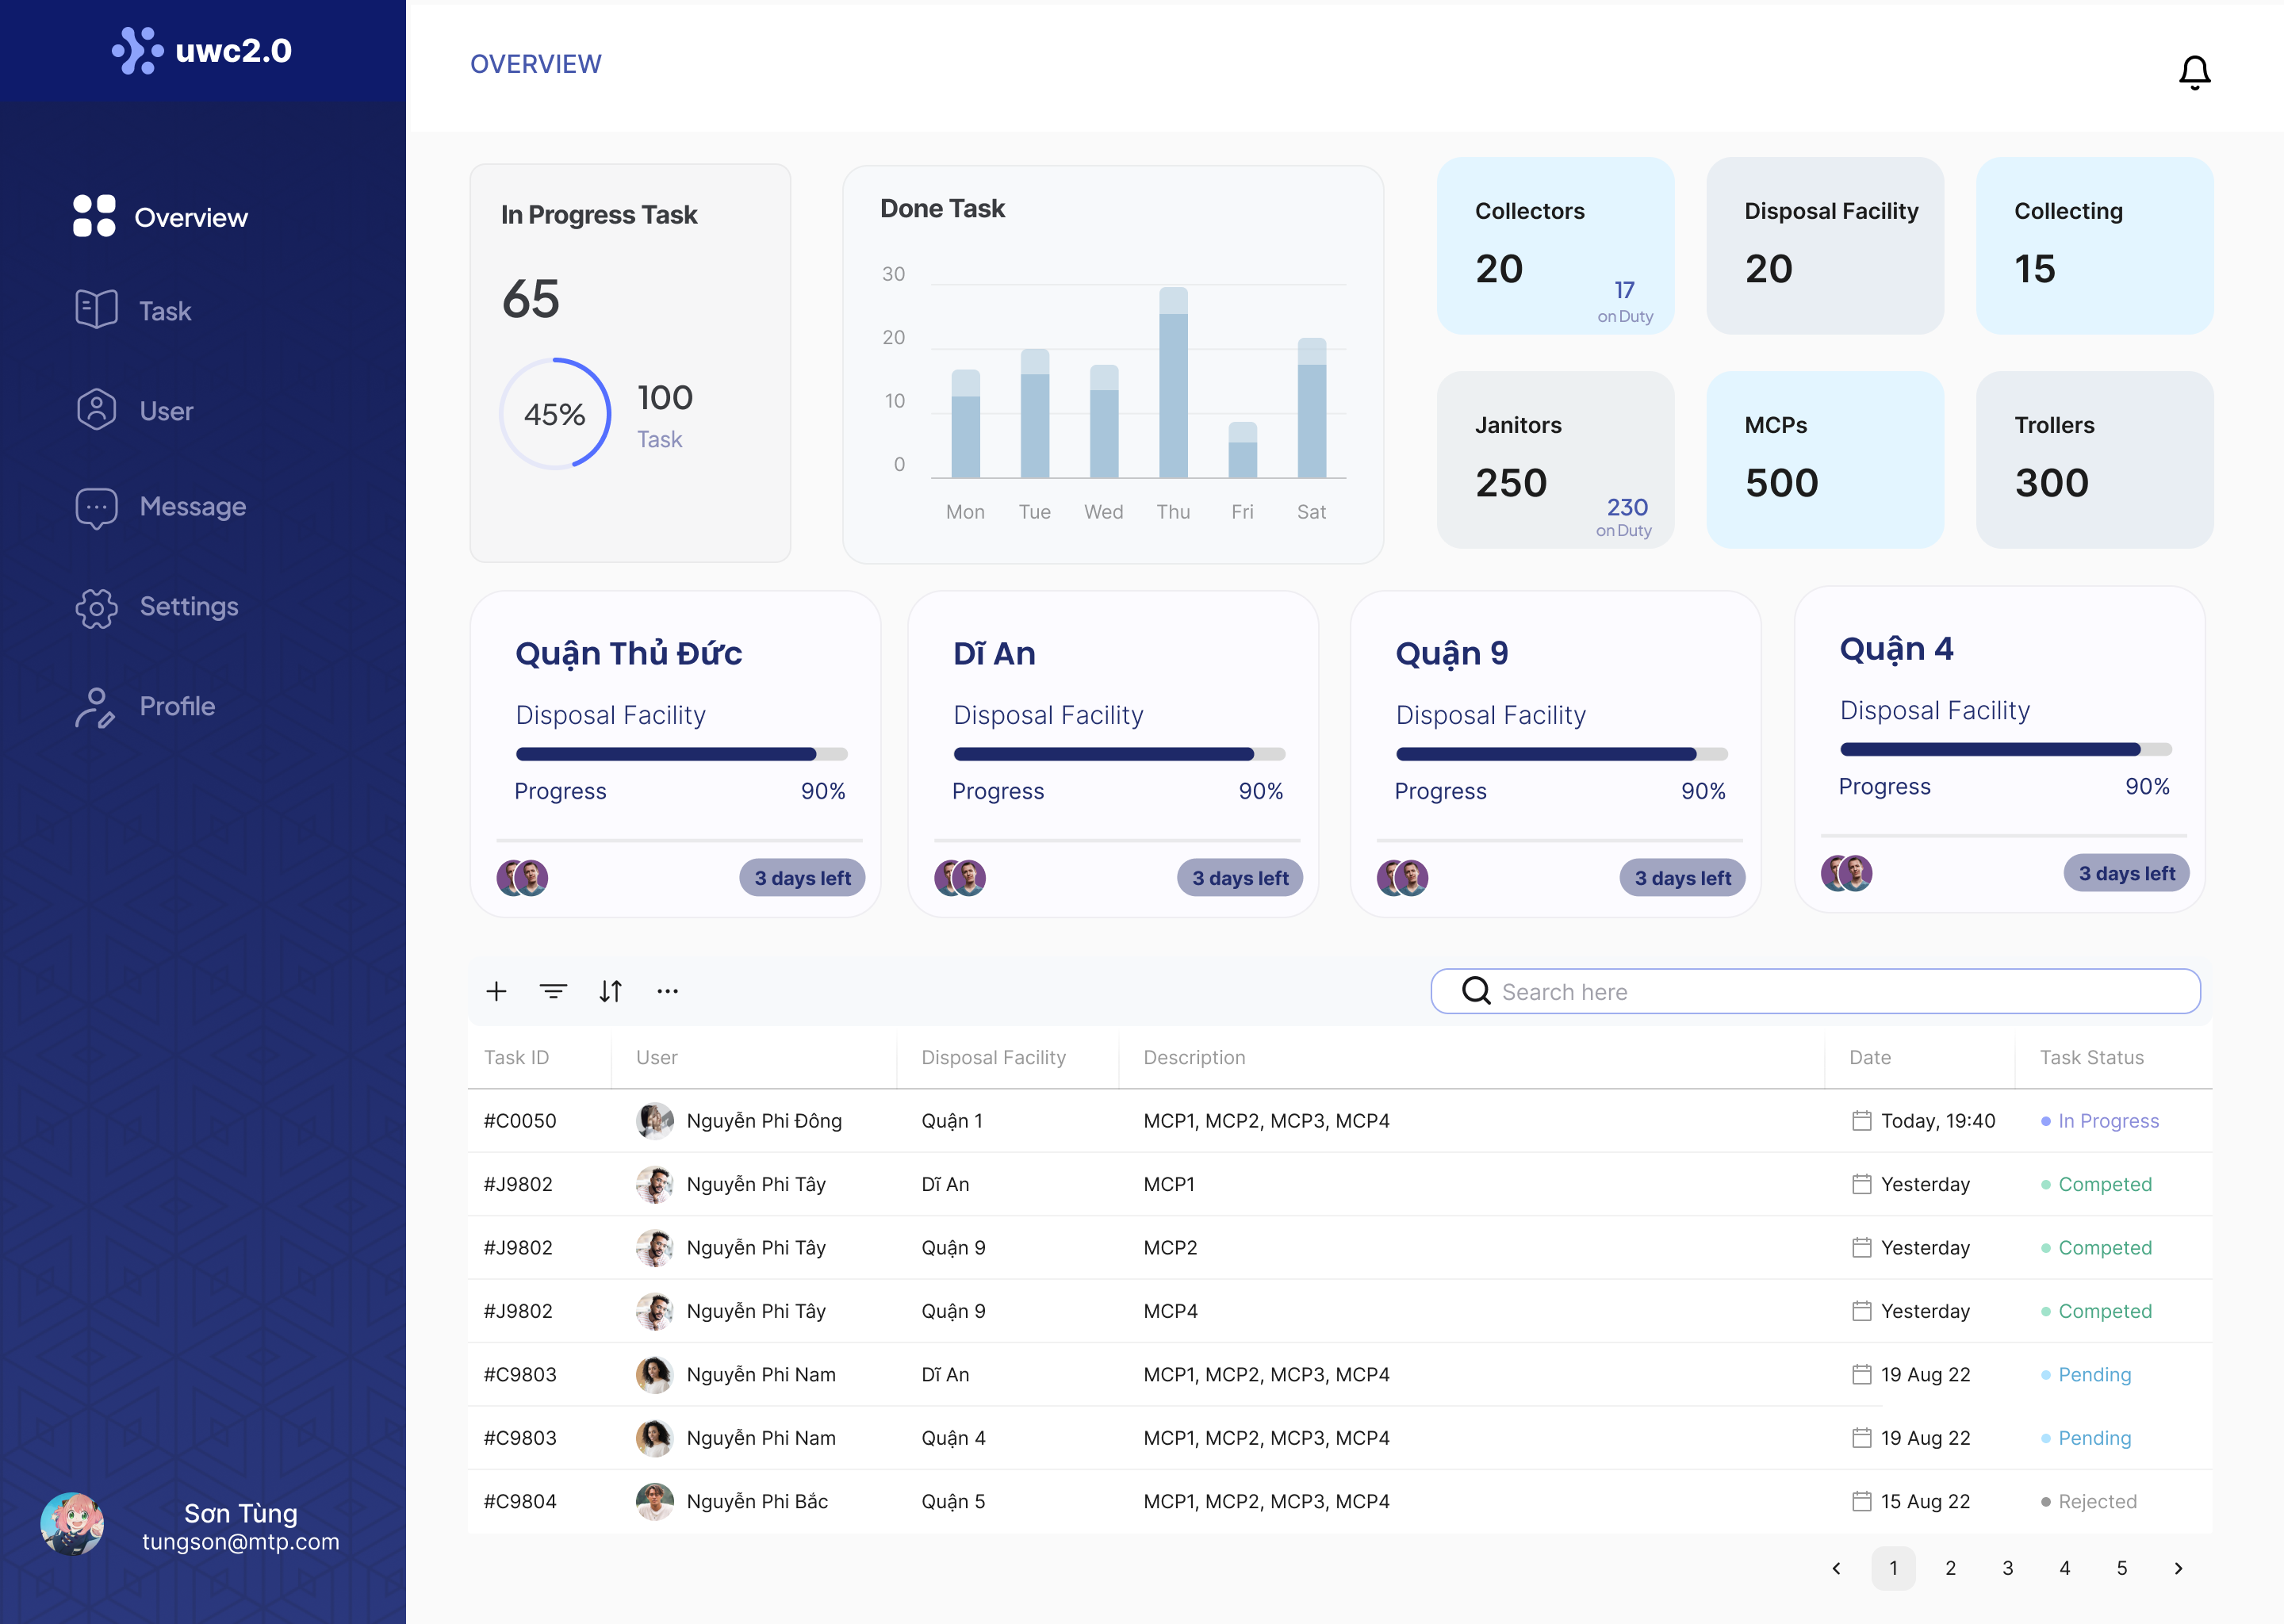 uwc2.0
Overview
Task
User
Message
Settings
Profile
Sơn Tùng
tungson@mtp.com
OVERVIEW
In Progress Task
65
45%
100
Task
Done Task
30
20
10
0
Mon Tue Wed Thu Fri Sat
Collectors
20
17
on Duty
Disposal Facility
20
Collecting
15
Janitors
250
230
on Duty
MCPs
500
Trollers
300
Quận Thủ Đức
Disposal Facility
Progress 90%
3 days left
Dĩ An
Disposal Facility
Progress 90%
3 days left
Quận 9
Disposal Facility
Progress 90%
3 days left
Quận 4
Disposal Facility
Progress 90%
3 days left
Search here
Task ID User Disposal Facility Description Date Task Status
#C0050 Nguyễn Phi Đông Quận 1 MCP1, MCP2, MCP3, MCP4 Today, 19:40 In Progress
#J9802 Nguyễn Phi Tây Dĩ An MCP1 Yesterday Competed
#J9802 Nguyễn Phi Tây Quận 9 MCP2 Yesterday Competed
#J9802 Nguyễn Phi Tây Quận 9 MCP4 Yesterday Competed
#C9803 Nguyễn Phi Nam Dĩ An MCP1, MCP2, MCP3, MCP4 19 Aug 22 Pending
#C9803 Nguyễn Phi Nam Quận 4 MCP1, MCP2, MCP3, MCP4 19 Aug 22 Pending
#C9804 Nguyễn Phi Bắc Quận 5 MCP1, MCP2, MCP3, MCP4 15 Aug 22 Rejected
1 2 3 4 5